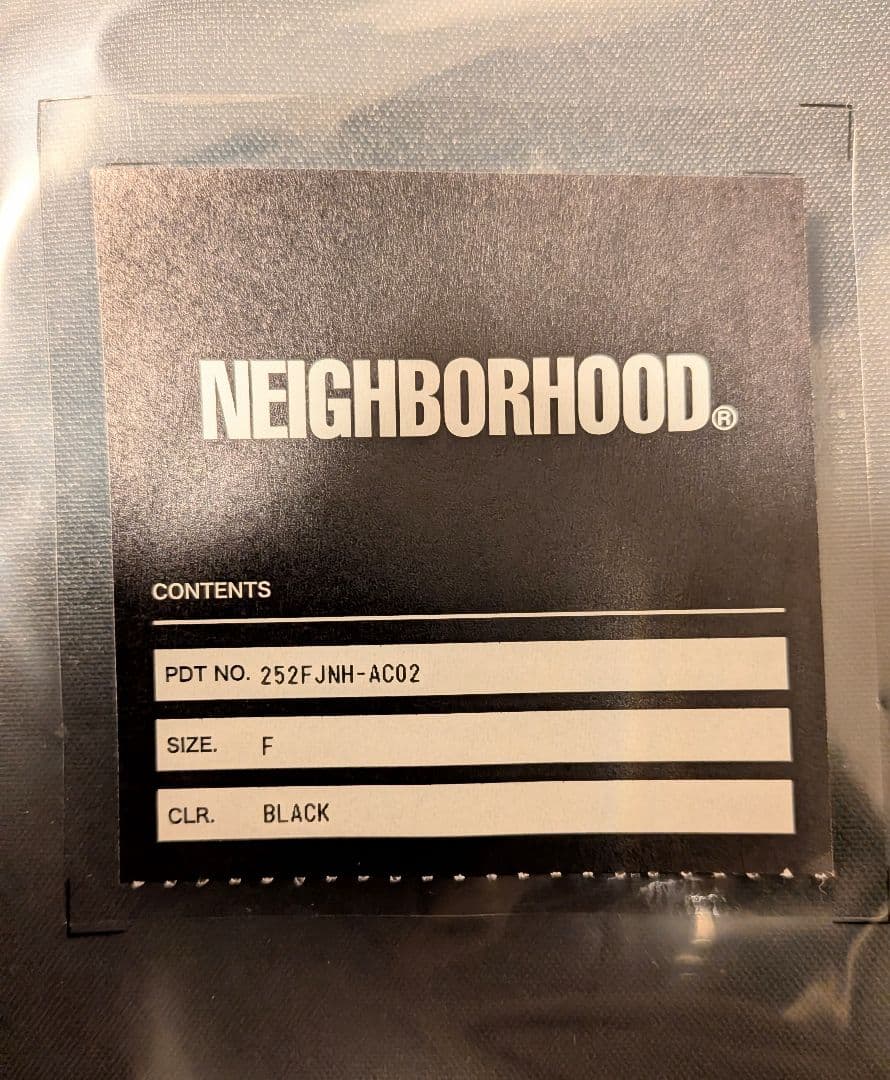 NEIGHBORHOOD®
CONTENTS
PDT NO. 252FJNH-AC02
SIZE. F
CLR. BLACK